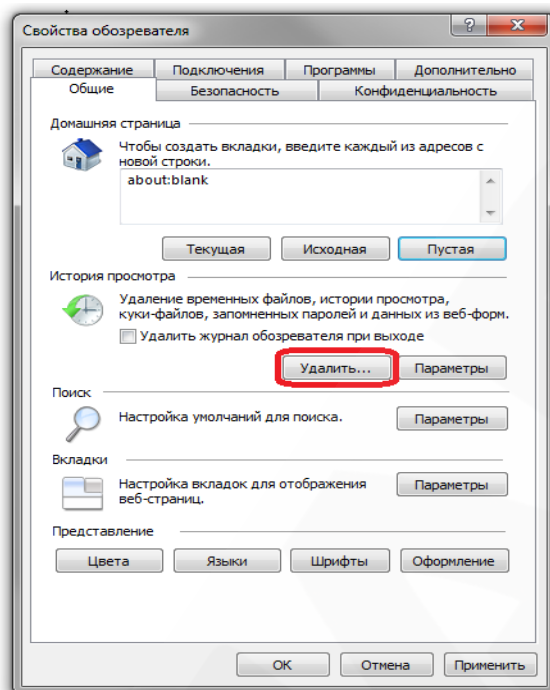 Свойства обозревателя
Содержание Подключения Программы Дополнительно
Общие Безопасность Конфиденциальность
Домашняя страница
Чтобы создать вкладки, введите каждый из адресов с
новой строки.
about:blank
Текущая Исходная Пустая
История просмотра
Удаление временных файлов, истории просмотра,
куки-файлов, запомненных паролей и данных из веб-форм.
Удалить журнал обозревателя при выходе
Удалить... Параметры
Поиск
Настройка умолчаний для поиска. Параметры
Вкладки
Настройка вкладок для отображения
веб-страниц. Параметры
Представление
Цвета Языки Шрифты Оформление
ОК Отмена Применить